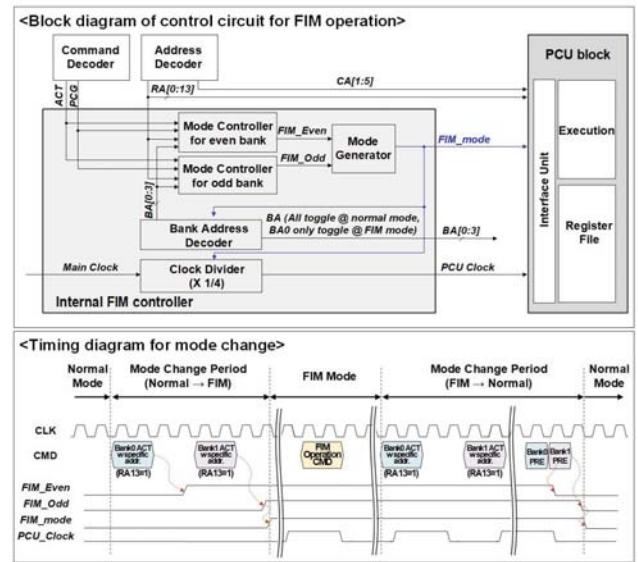 <Block diagram of control circuit for FIM operation>
Command
Decoder
Address
Decoder
PCU block
CA[1:5]
RA[0:13]
ACT
PCG
Mode Controller
for even bank
FIM_Even
Mode
Generator
FIM_mode
Mode Controller
for odd bank
FIM_Odd
Interface Unit
Execution
Register
File
BA[0:3]
Bank Address
Decoder
BA (All toggle @ normal mode,
BA0 only toggle @ FIM mode)
BA[0:3]
Main Clock
Clock Divider
(X 1/4)
PCU Clock
Internal FIM controller
<Timing diagram for mode change>
Normal
Mode
Mode Change Period
(Normal → FIM)
FIM Mode
Mode Change Period
(FIM → Normal)
Normal
Mode
CLK
CMD
Bank0 ACT
w specific
addr.
(RA13=1)
Bank1 ACT
w specific
addr.
(RA13=1)
FIM
Operation
CMD
Bank0 ACT
w specific
addr.
(RA13=1)
Bank1 ACT
w specific
addr.
(RA13=1)
Bank0
PRE
Bank1
PRE
FIM_Even
FIM_Odd
FIM_mode
PCU_Clock